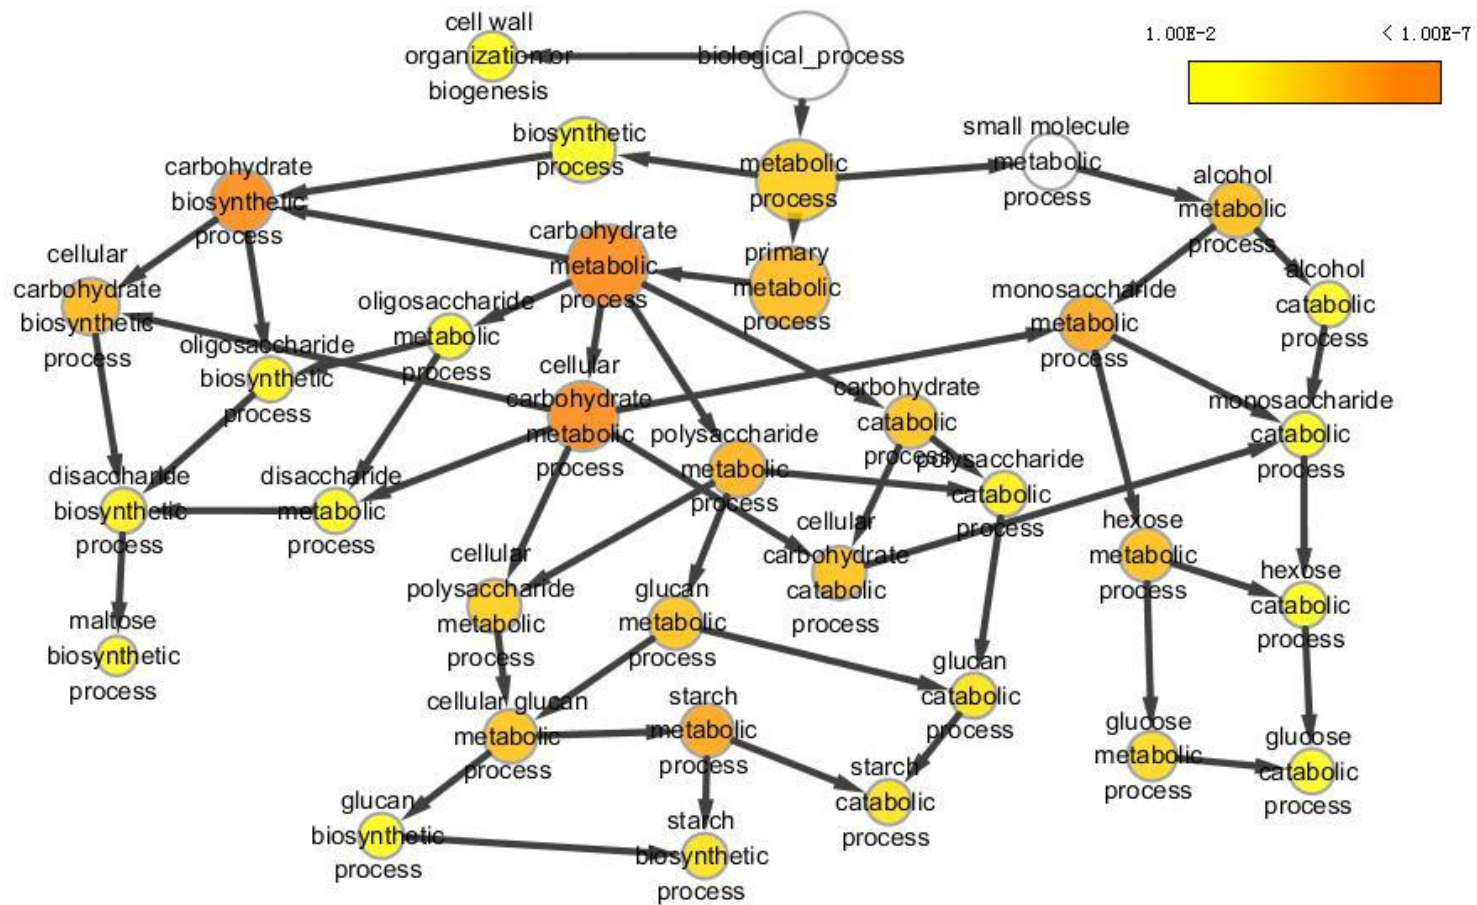 cell wall
organization or
biogenesis
biological_process
1.00E-2
< 1.00E-7
biosynthetic
process
metabolic
process
small molecule
metabolic
process
alcohol
metabolic
process
carbohydrate
biosynthetic
process
carbohydrate
metabolic
process
primary
metabolic
process
alcohol
catabolic
process
cellular
carbohydrate
biosynthetic
process
oligosaccharide
metabolic
process
monosaccharide
metabolic
process
oligosaccharide
biosynthetic
process
cellular
carbohydrate
metabolic
process
carbohydrate
catabolic
process
monosaccharide
catabolic
process
polysaccharide
metabolic
process
polysaccharide
catabolic
process
disaccharide
biosynthetic
process
disaccharide
metabolic
process
cellular
carbohydrate
catabolic
process
hexose
metabolic
process
cellular
polysaccharide
metabolic
process
glucan
metabolic
process
hexose
catabolic
process
maltose
biosynthetic
process
glucan
catabolic
process
cellular glucan
metabolic
process
starch
metabolic
process
glucose
metabolic
process
glucose
catabolic
process
starch
catabolic
process
glucan
biosynthetic
process
starch
biosynthetic
process